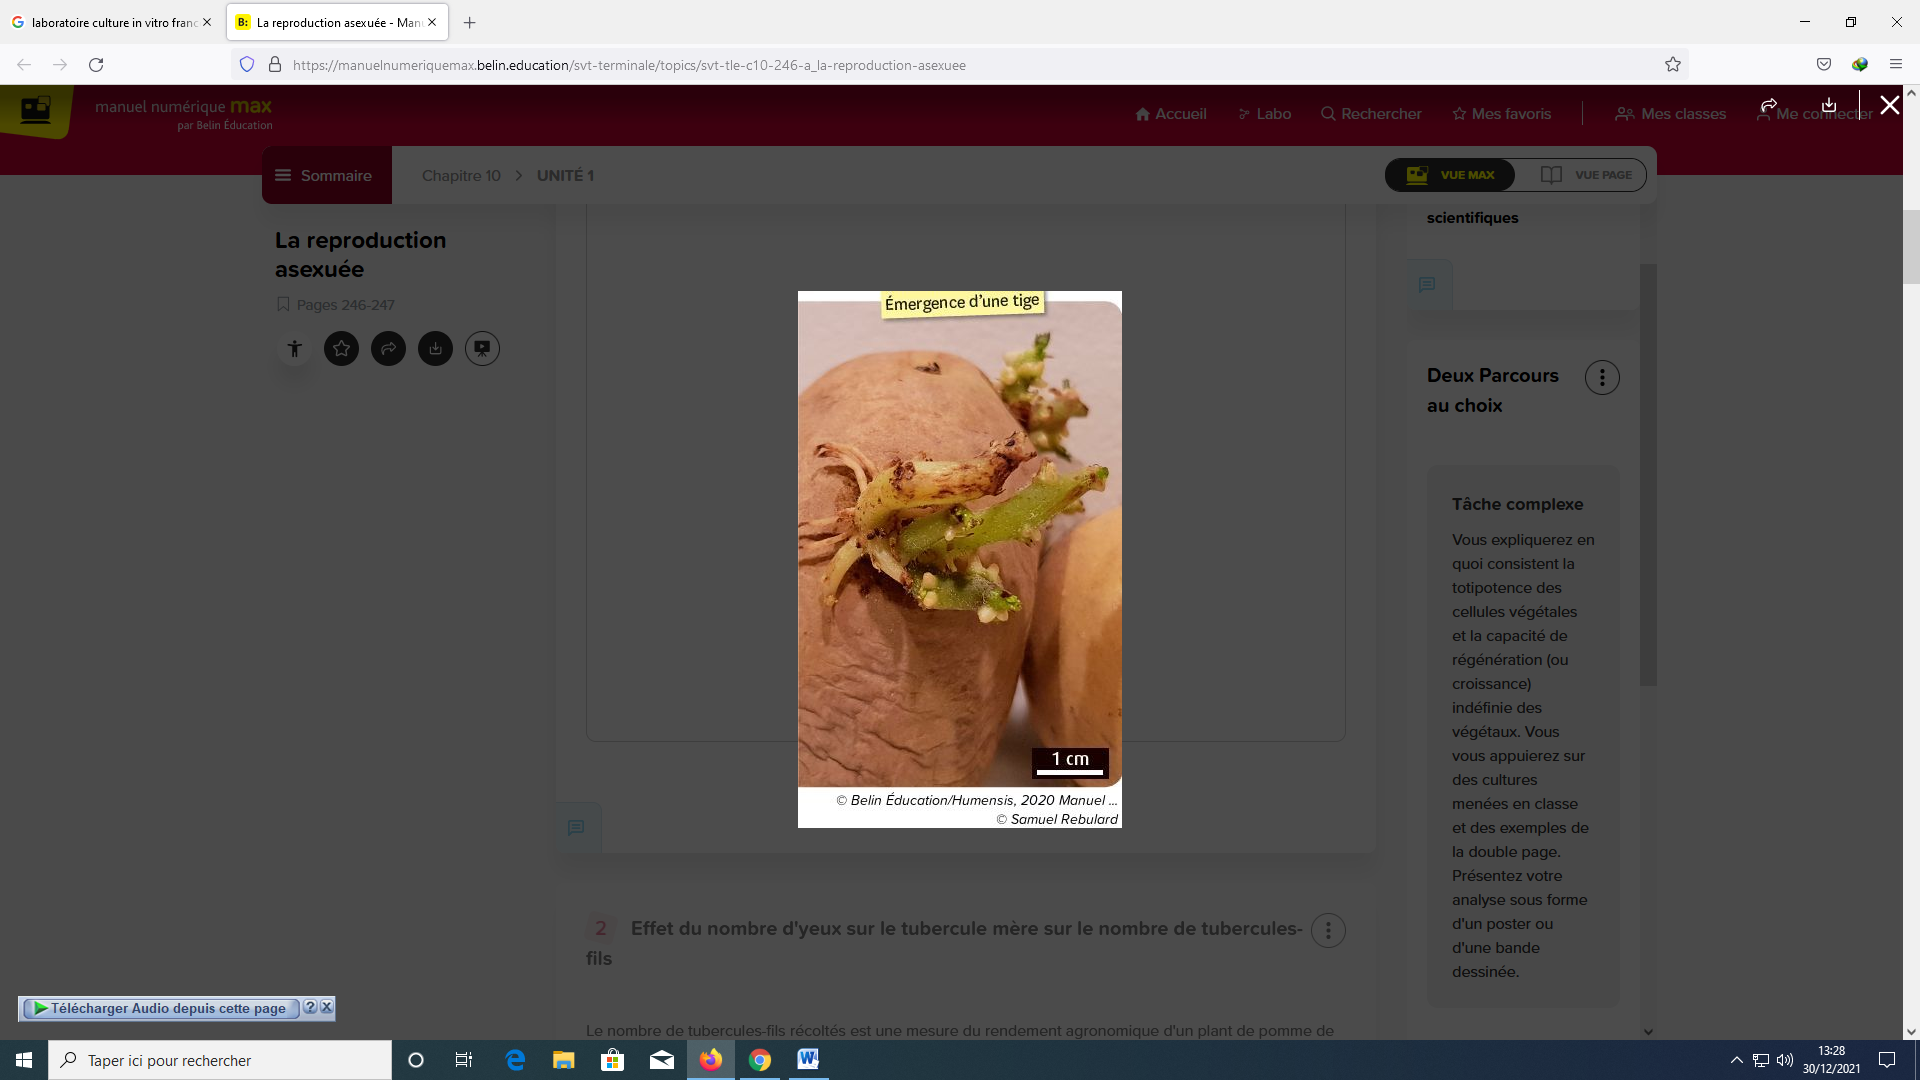 laboratoire culture in vitro franc
La reproduction asexuée - Manu
https://manuelnumeriquemax.belin.education/svt-terminale/topics/svt-tle-c10-246-a_la-reproduction-asexuee
manuel numérique max
par Belin Éducation
Accueil
Labo
Rechercher
Mes favoris
Mes classes
Me connecter
Sommaire
Chapitre 10 > UNITÉ 1
VUE MAX
VUE PAGE
La reproduction
asexuée
Pages 246-247
scientifiques
Émergence d'une tige
1 cm
© Belin Éducation/Humensis, 2020 Manuel ...
© Samuel Rebulard
Deux Parcours
au choix
Tâche complexe
Vous expliquerez en
quoi consistent la
totipotence des
cellules végétales
et la capacité de
régénération (ou
croissance)
indéfinie des
végétaux. Vous
vous appuierez sur
des cultures
menées en classe
et des exemples de
la double page.
Présentez votre
analyse sous forme
d'un poster ou
d'une bande
dessinée.
2 Effet du nombre d'yeux sur le tubercule mère sur le nombre de tubercules-
fils
Le nombre de tubercules-fils récoltés est une mesure du rendement agronomique d'un plant de pomme de
Télécharger Audio depuis cette page
Taper ici pour rechercher
13:28
30/12/2021